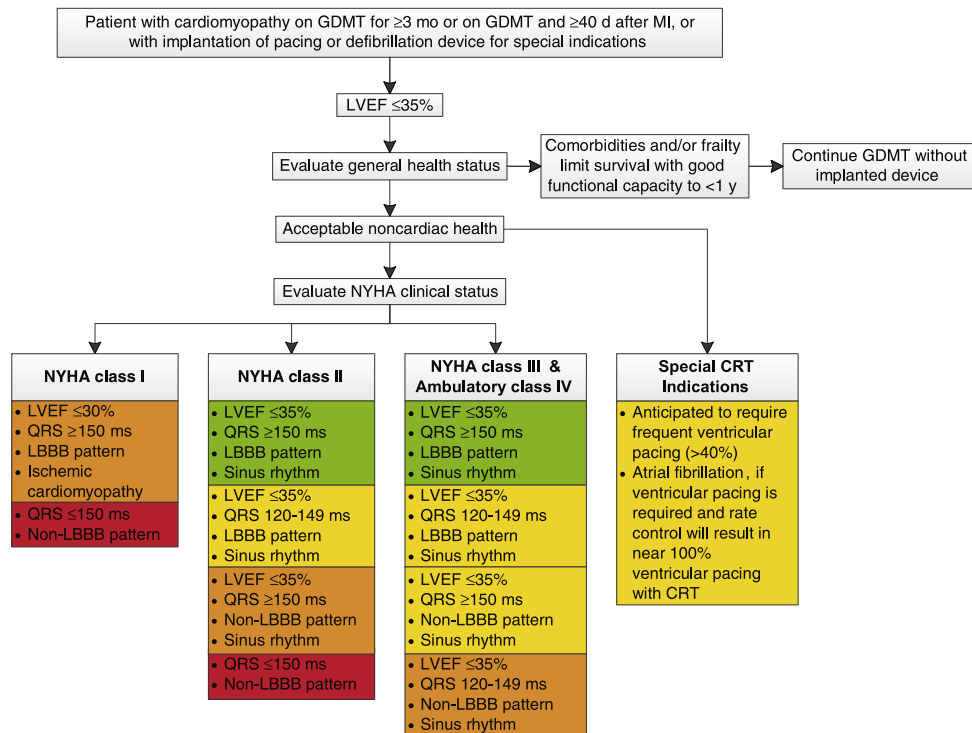 Patient with cardiomyopathy on GDMT for ≥3 mo or on GDMT and ≥40 d after MI, or
with implantation of pacing or defibrillation device for special indications
LVEF ≤35%
Evaluate general health status
Comorbidities and/or frailty
limit survival with good
functional capacity to <1 y
Continue GDMT without
implanted device
Acceptable noncardiac health
Evaluate NYHA clinical status
NYHA class I
• LVEF ≤30%
• QRS ≥150 ms
• LBBB pattern
• Ischemic
cardiomyopathy
• QRS ≤150 ms
• Non-LBBB pattern
NYHA class II
• LVEF ≤35%
• QRS ≥150 ms
• LBBB pattern
• Sinus rhythm
• LVEF ≤35%
• QRS 120-149 ms
• LBBB pattern
• Sinus rhythm
• LVEF ≤35%
• QRS ≥150 ms
• Non-LBBB pattern
• Sinus rhythm
• QRS ≤150 ms
• Non-LBBB pattern
NYHA class III &
Ambulatory class IV
• LVEF ≤35%
• QRS ≥150 ms
• LBBB pattern
• Sinus rhythm
• LVEF ≤35%
• QRS 120-149 ms
• LBBB pattern
• Sinus rhythm
• LVEF ≤35%
• QRS ≥150 ms
• Non-LBBB pattern
• Sinus rhythm
• LVEF ≤35%
• QRS 120-149 ms
• Non-LBBB pattern
• Sinus rhythm
Special CRT
Indications
• Anticipated to require
frequent ventricular
pacing (>40%)
• Atrial fibrillation, if
ventricular pacing is
required and rate
control will result in
near 100%
ventricular pacing
with CRT